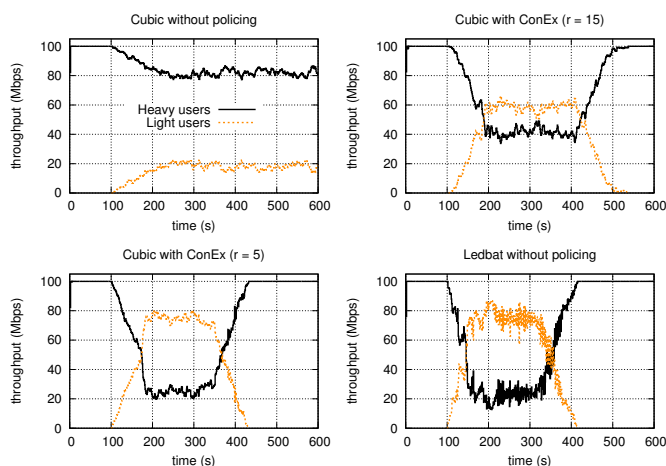 Cubic without policing
throughput (Mbps)
100
80
60
40
20
0
Heavy users
Light users
0 100 200 300 400 500 600
time (s)
Cubic with ConEx (r = 15)
throughput (Mbps)
100
80
60
40
20
0
0 100 200 300 400 500 600
time (s)
Cubic with ConEx (r = 5)
throughput (Mbps)
100
80
60
40
20
0
0 100 200 300 400 500 600
time (s)
Ledbat without policing
throughput (Mbps)
100
80
60
40
20
0
0 100 200 300 400 500 600
time (s)